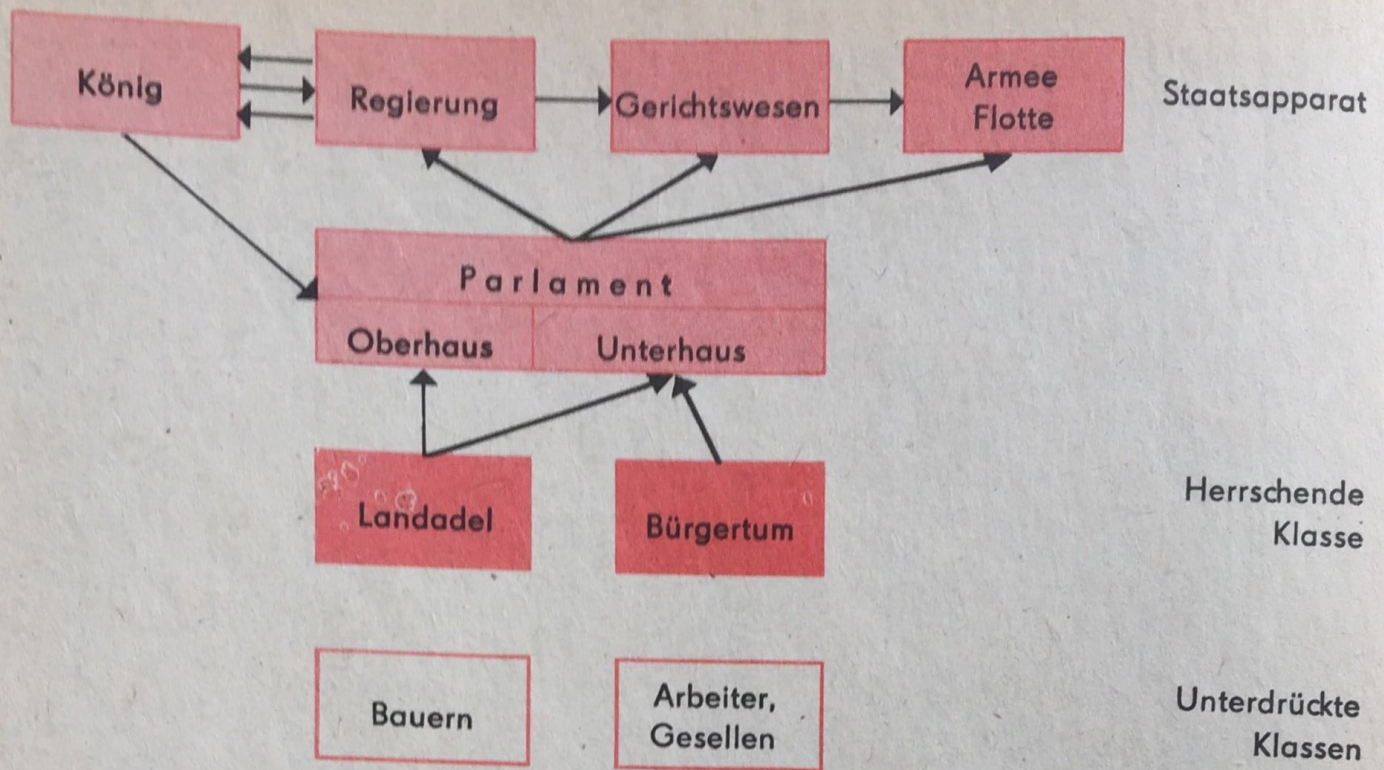 König
Regierung
Gerichtswesen
Armee
Flotte
Staatsapparat
Parlament
Oberhaus
Unterhaus
Landadel
Bürgertum
Herrschende
Klasse
Bauern
Arbeiter,
Gesellen
Unterdrückte
Klassen